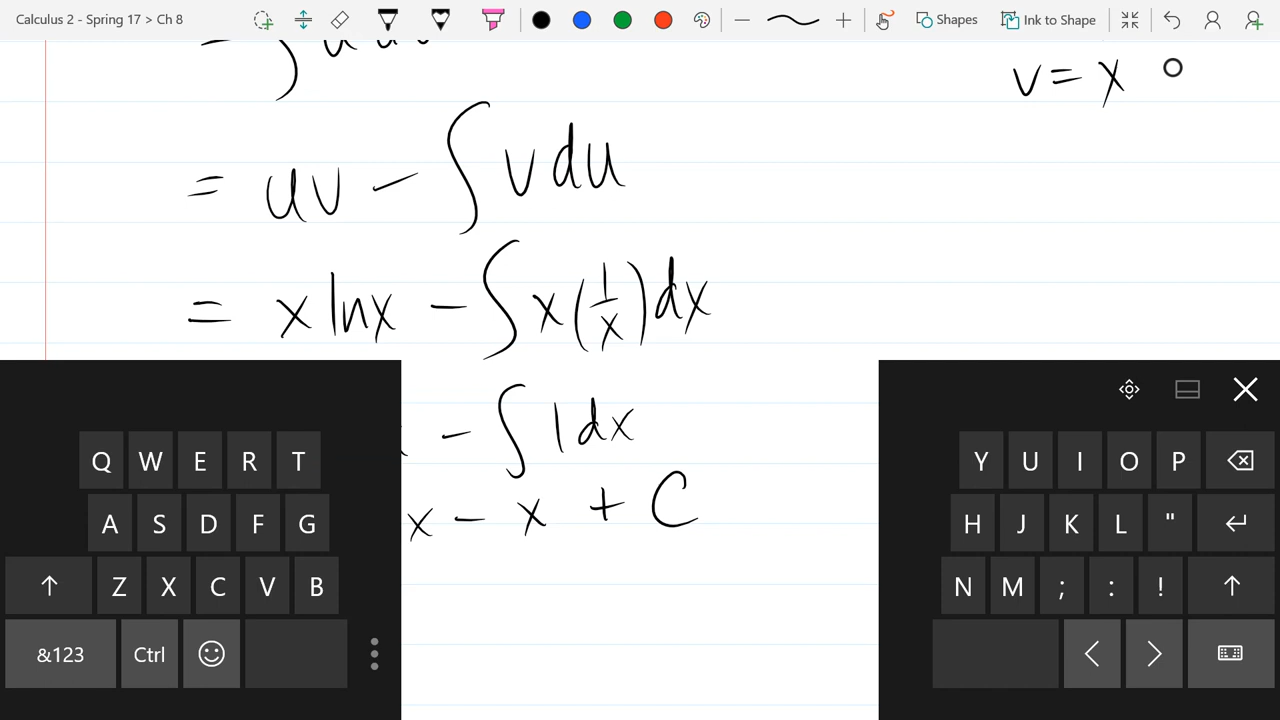 Calculus 2 - Spring 17 > Ch 8
Shapes
Ink to Shape
= ∫ u dv
v = x
= uv - ∫ v du
= x ln x - ∫ x (1/x) dx
- ∫ 1 dx
x - x + C
Q W E R T
Y U I O P
A S D F G
H J K L "
Z X C V B
N M ; : !
&123 Ctrl
< >